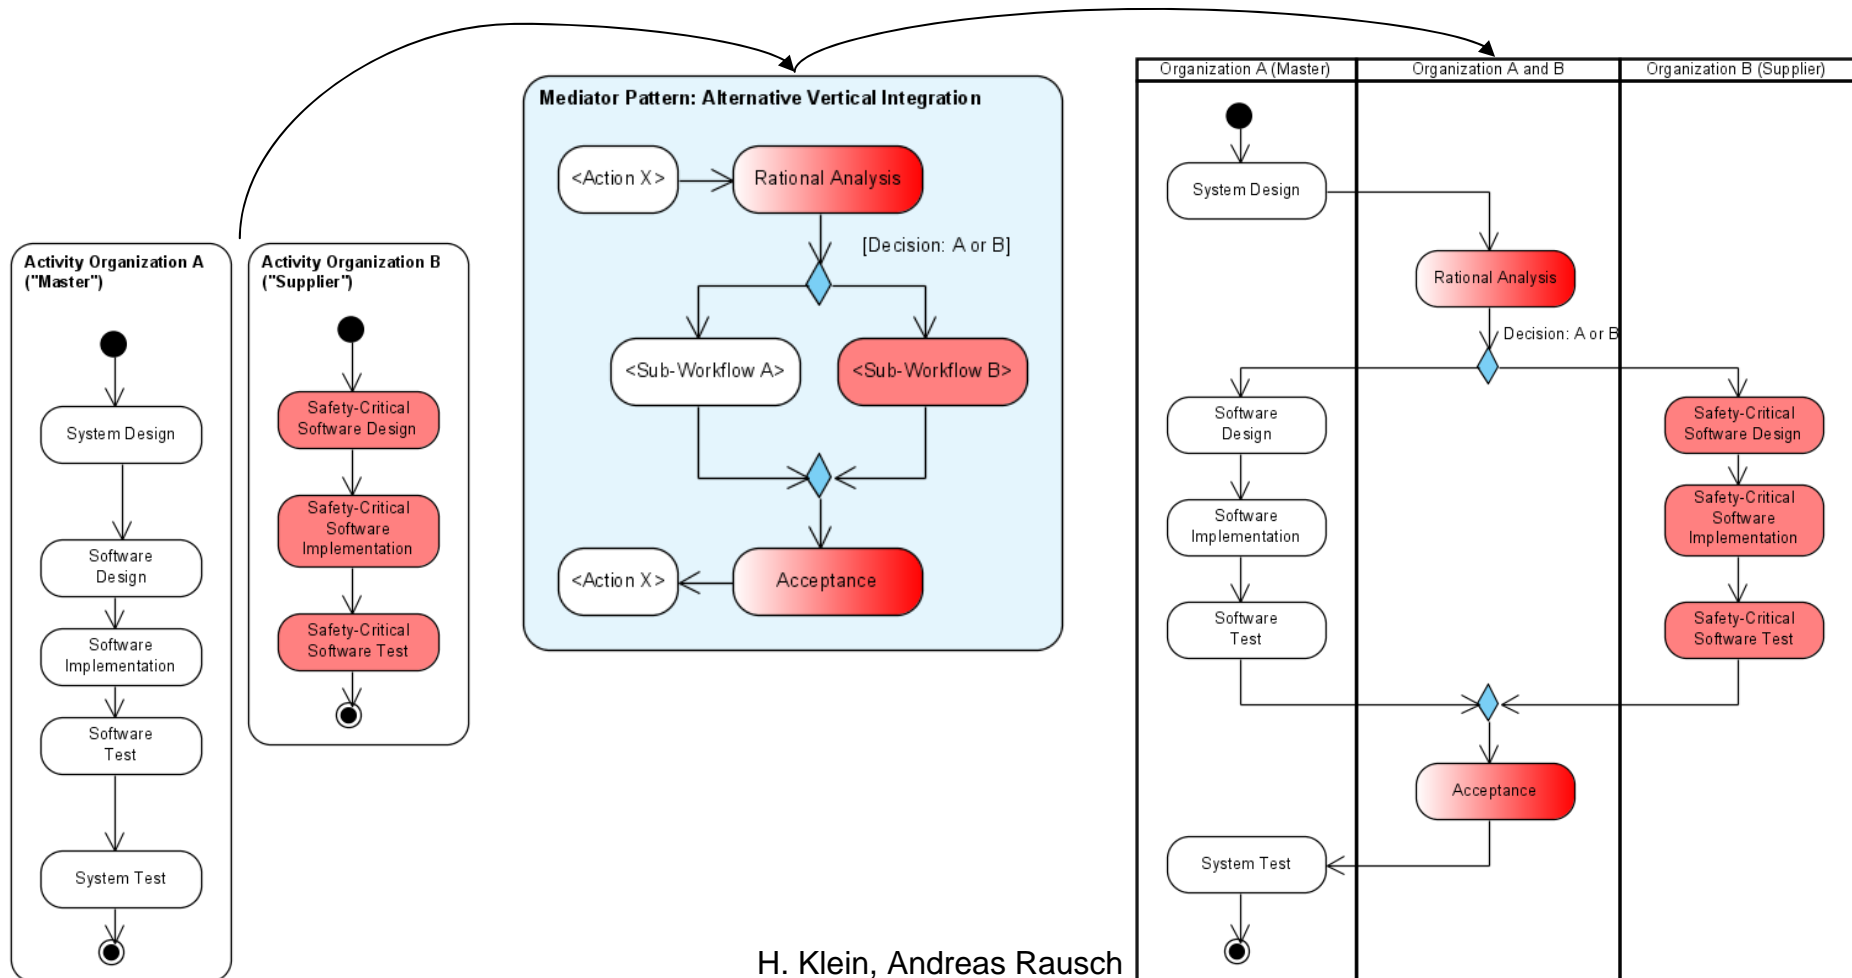 Activity Organization A
("Master")
System Design
Software
Design
Software
Implementation
Software
Test
System Test
Activity Organization B
("Supplier")
Safety-Critical
Software Design
Safety-Critical
Software
Implementation
Safety-Critical
Software Test
Mediator Pattern: Alternative Vertical Integration
<Action X>
Rational Analysis
[Decision: A or B]
<Sub-Workflow A>
<Sub-Workflow B>
<Action X>
Acceptance
Organization A (Master)
Organization A and B
Organization B (Supplier)
System Design
Rational Analysis
Decision: A or B
Software
Design
Safety-Critical
Software Design
Software
Implementation
Safety-Critical
Software
Implementation
Software
Test
Safety-Critical
Software Test
Acceptance
System Test
H. Klein, Andreas Rausch